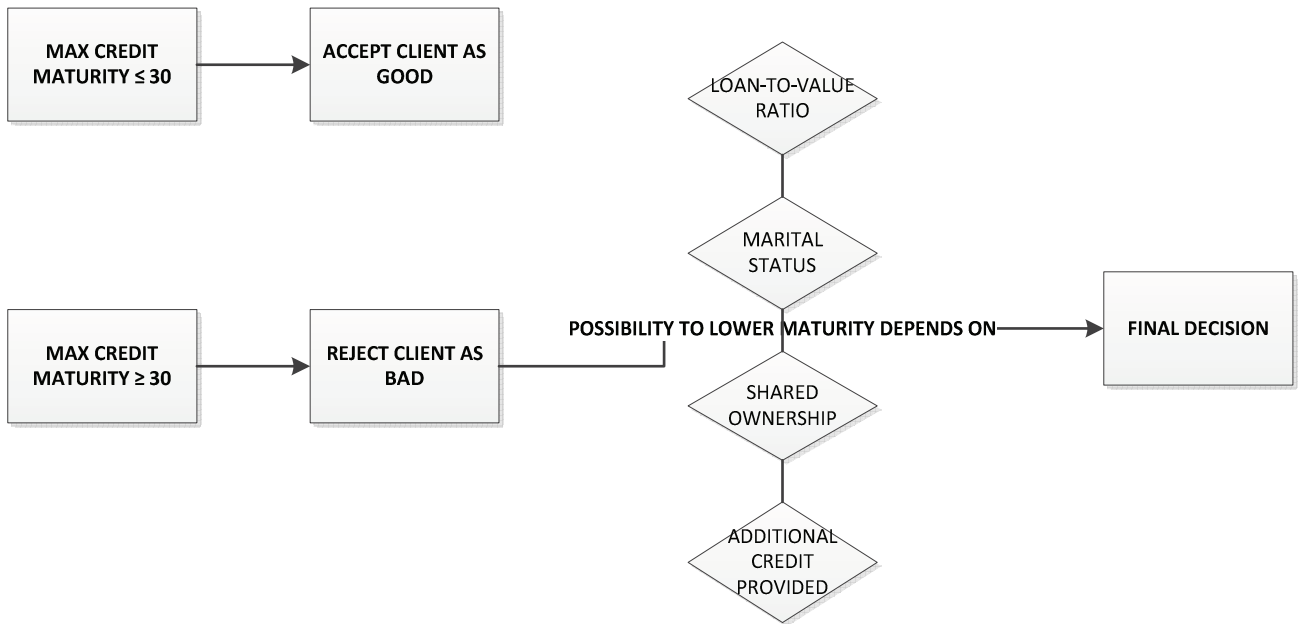 MAX CREDIT
MATURITY ≤ 30
ACCEPT CLIENT AS
GOOD
LOAN-TO-VALUE
RATIO
MARITAL
STATUS
POSSIBILITY TO LOWER MATURITY DEPENDS ON
FINAL DECISION
MAX CREDIT
MATURITY ≥ 30
REJECT CLIENT AS
BAD
SHARED
OWNERSHIP
ADDITIONAL
CREDIT
PROVIDED